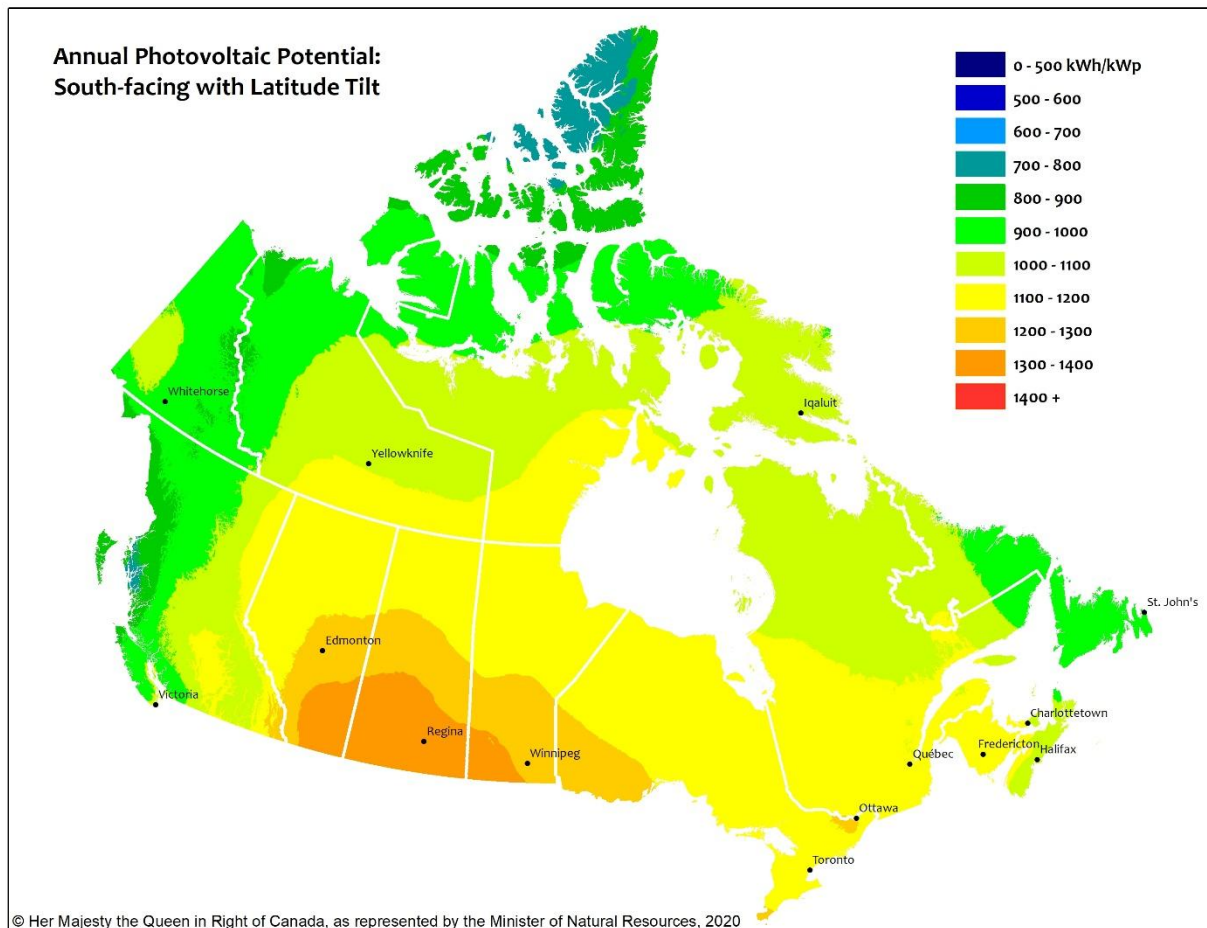 Annual Photovoltaic Potential:
South-facing with Latitude Tilt
0 - 500 kWh/kWp
500 - 600
600 - 700
700 - 800
800 - 900
900 - 1000
1000 - 1100
1100 - 1200
1200 - 1300
1300 - 1400
1400 +
Whitehorse
Iqaluit
Yellowknife
St. John's
Edmonton
Victoria
Charlottetown
Regina
Winnipeg
Québec
Fredericton
Halifax
Ottawa
Toronto
© Her Majesty the Queen in Right of Canada, as represented by the Minister of Natural Resources, 2020